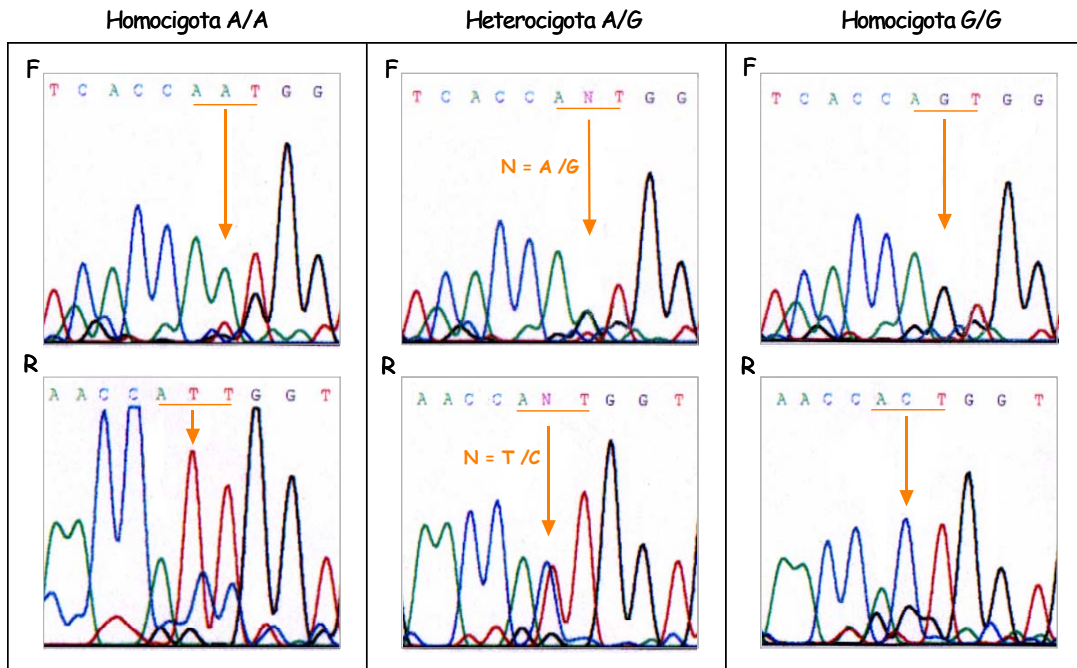 Homocigota A/A
Heterocigota A/G
Homocigota G/G
F
T C A C C A A T G G
F
T C A C C A N T G G
N = A/G
F
T C A C C A G T G G
R
A A C C A T T G G T
R
A A C C A N T G G T
N = T/C
R
A A C C A C T G G T